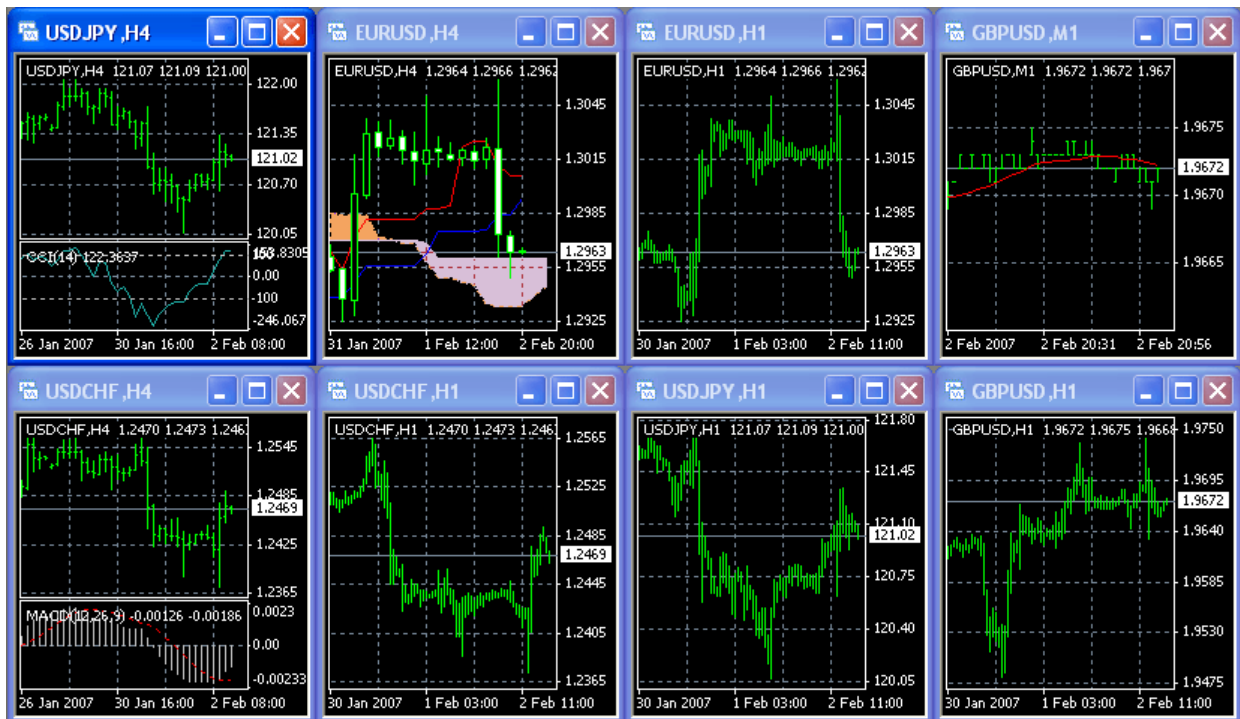 USDJPY,H4
USDJPY,H4 121.07 121.09 121.00
122.00
121.35
121.02
120.70
120.05
CCI(14) 122.3637
100
0.00
-100
-246.067
26 Jan 2007 30 Jan 16:00 2 Feb 08:00
EURUSD,H4
EURUSD,H4 1.2964 1.2966 1.2962
1.3045
1.3015
1.2985
1.2963
1.2955
1.2925
31 Jan 2007 1 Feb 12:00 2 Feb 20:00
EURUSD,H1
EURUSD,H1 1.2964 1.2966 1.2962
1.3045
1.3015
1.2985
1.2963
1.2955
1.2925
30 Jan 2007 1 Feb 03:00 2 Feb 11:00
GBPUSD,M1
GBPUSD,M1 1.9672 1.9672 1.967
1.9675
1.9672
1.9670
1.9665
2 Feb 2007 2 Feb 20:31 2 Feb 20:56
USDCHF,H4
USDCHF,H4 1.2470 1.2473 1.246
1.2545
1.2485
1.2469
1.2425
1.2365
MACD(12,26,9) -0.00126 -0.00186
0.0023
0.00
-0.00233
26 Jan 2007 30 Jan 16:00 2 Feb 08:00
USDCHF,H1
USDCHF,H1 1.2470 1.2473 1.246
1.2565
1.2525
1.2485
1.2469
1.2445
1.2405
1.2365
30 Jan 2007 1 Feb 03:00 2 Feb 11:00
USDJPY,H1
USDJPY,H1 121.07 121.09 121.00
121.80
121.45
121.10
121.02
120.75
120.40
120.05
30 Jan 2007 1 Feb 03:00 2 Feb 11:00
GBPUSD,H1
GBPUSD,H1 1.9672 1.9675 1.9668
1.9750
1.9695
1.9672
1.9640
1.9585
1.9530
1.9475
30 Jan 2007 1 Feb 03:00 2 Feb 11:00